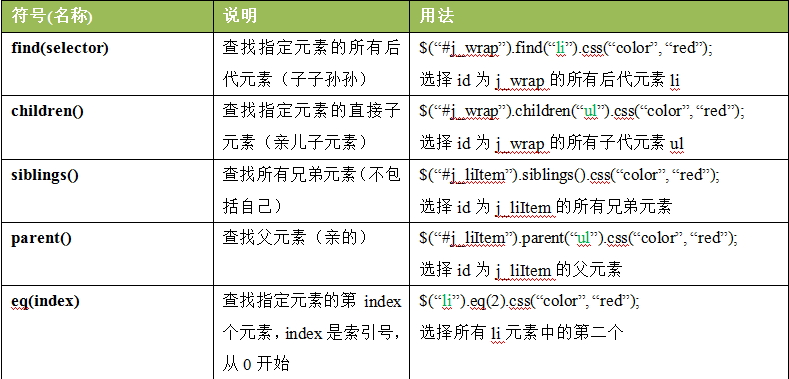 符号(名称) 说明 用法
find(selector) 查找指定元素的所有后 $(“#j_wrap”).find(“li”).css(“color”, “red”);
代元素（子子孙孙） 选择 id 为 j_wrap 的所有后代元素 li
children() 查找指定元素的直接子 $(“#j_wrap”).children(“ul”).css(“color”, “red”);
元素（亲儿子元素） 选择 id 为 j_wrap 的所有子代元素 ul
siblings() 查找所有兄弟元素（不包 $(“#j_liItem”).siblings().css(“color”, “red”);
括自己） 选择 id 为 j_liItem 的所有兄弟元素
parent() 查找父元素（亲的） $(“#j_liItem”).parent(“ul”).css(“color”, “red”);
选择 id 为 j_liItem 的父元素
eq(index) 查找指定元素的第 index $(“li”).eq(2).css(“color”, “red”);
个元素，index 是索引号， 选择所有 li 元素中的第二个
从 0 开始